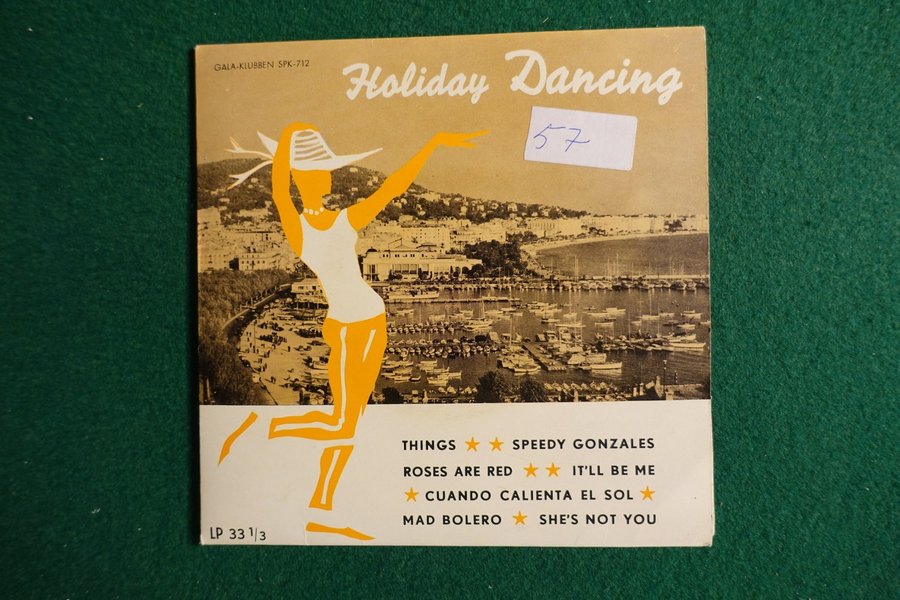 GALA-KLUBBEN SPK-712
Holiday Dancing
57
THINGS ★ ★ SPEEDY GONZALES
ROSES ARE RED ★ ★ IT'LL BE ME
★ CUANDO CALIENTA EL SOL ★
MAD BOLERO ★ SHE'S NOT YOU
LP 33 1/3